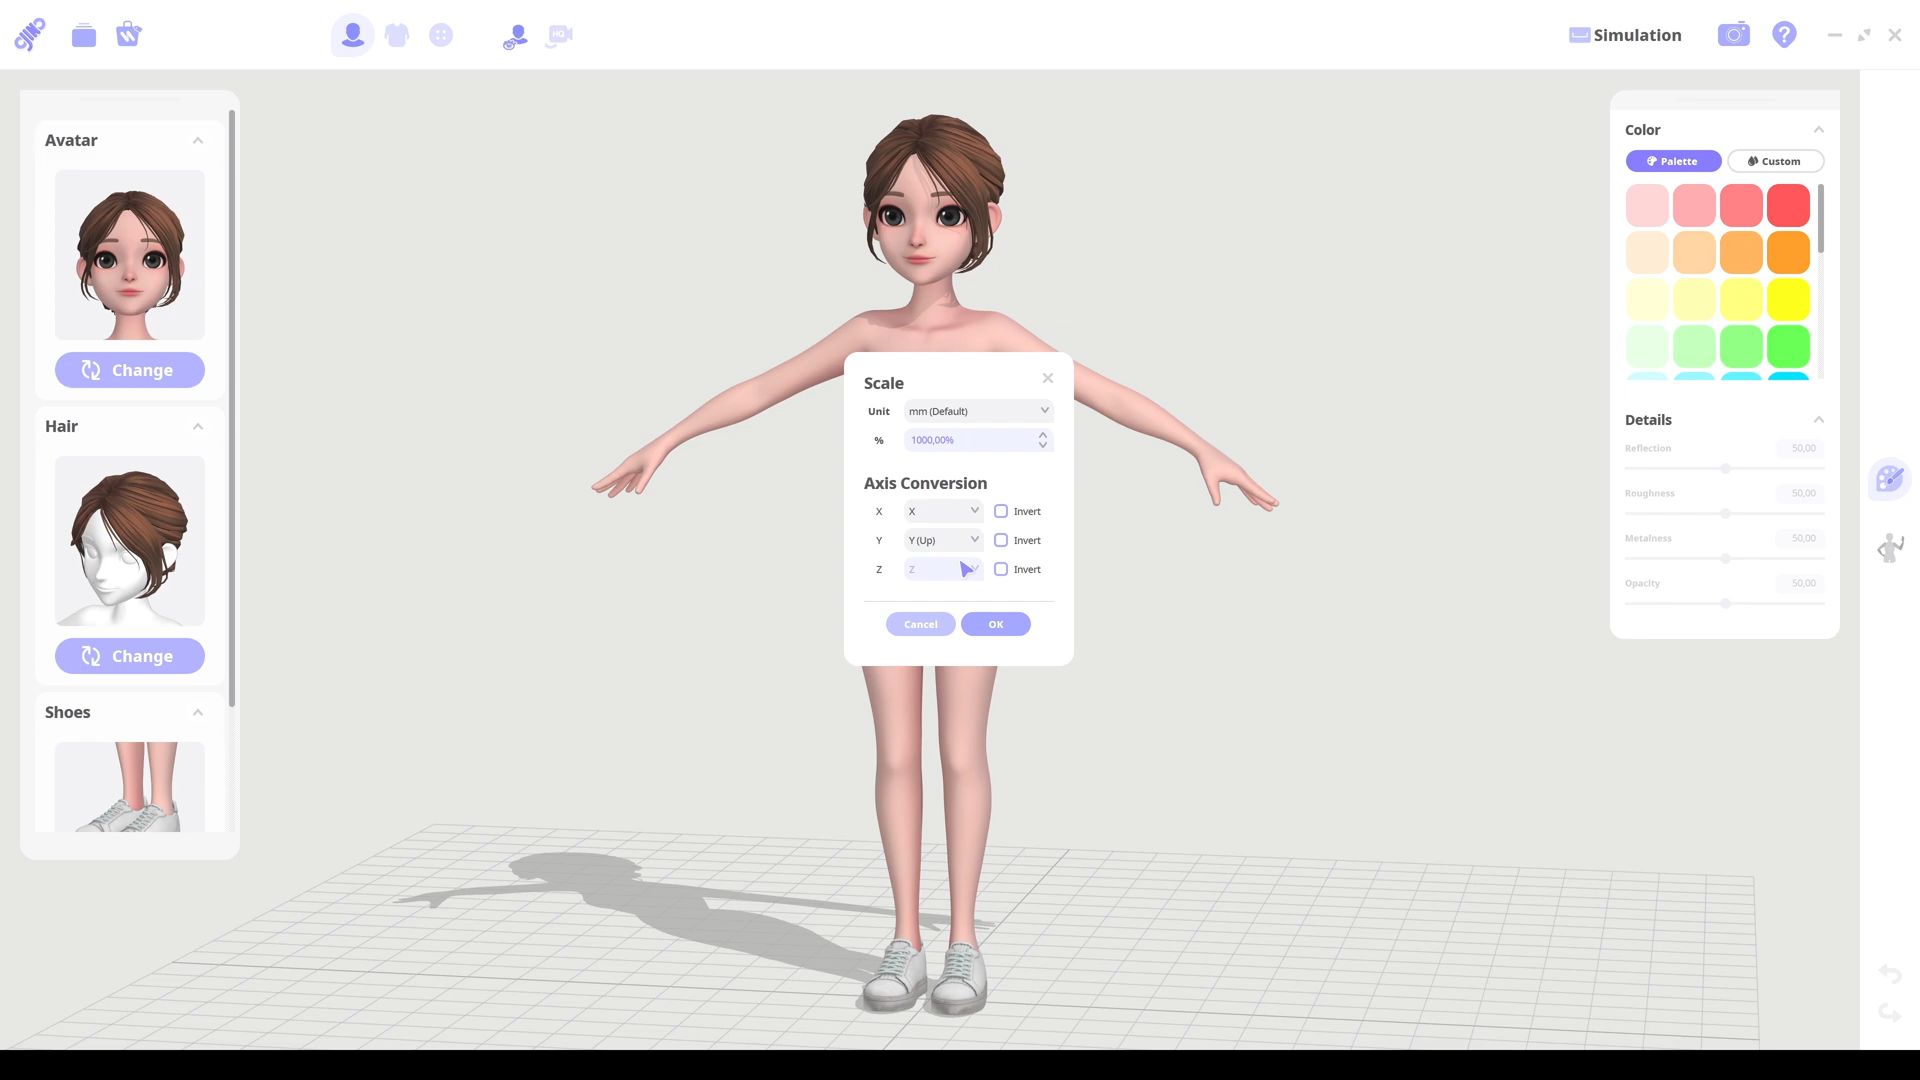 HQ
Simulation
?
Avatar
Change
Hair
Change
Shoes
Scale
Unit
mm (Default)
%
1000,00%
Axis Conversion
X
X
Invert
Y
Y (Up)
Invert
Z
Z
Invert
Cancel
OK
Color
Palette
Custom
Details
Reflection
50,00
Roughness
50,00
Metalness
50,00
Opacity
50,00